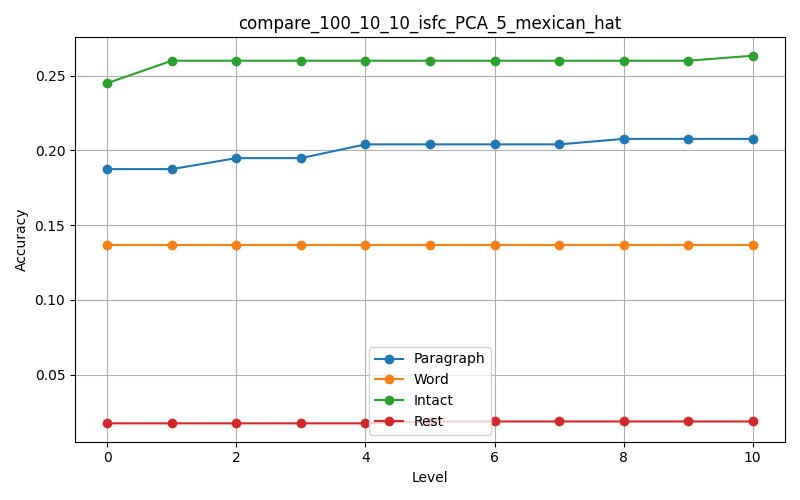 compare_100_10_10_isfc_PCA_5_mexican_hat
Accuracy
0.25
0.20
0.15
0.10
0.05
Paragraph
Word
Intact
Rest
0 2 4 6 8 10
Level